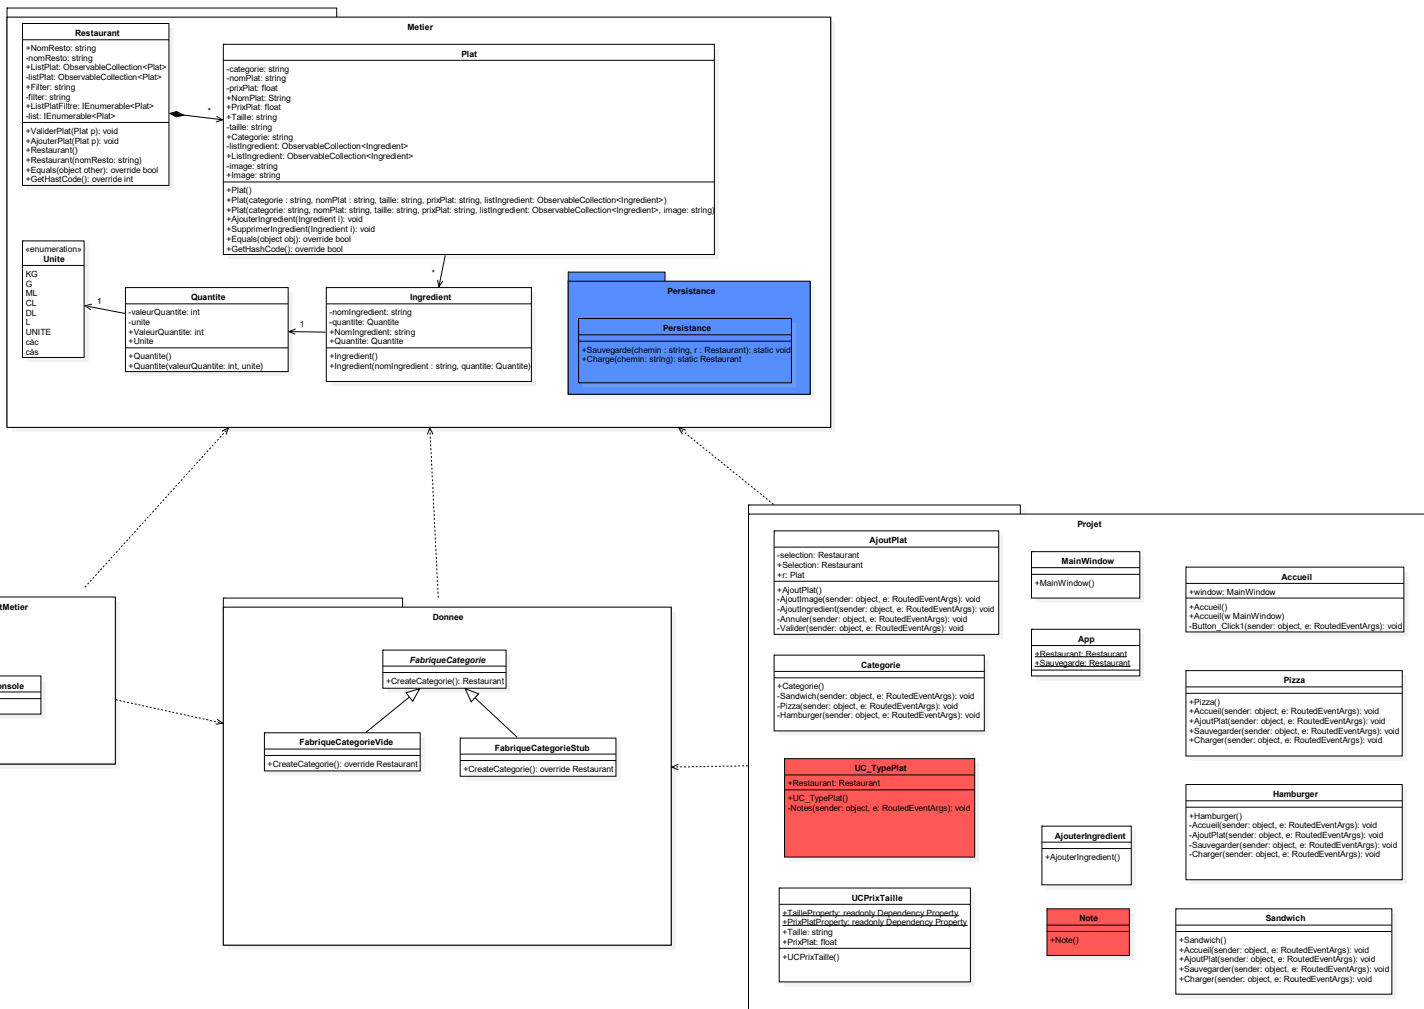 Metier
Restaurant
+NomResto: string
-nomResto: string
+ListPlat: ObservableCollection<Plat>
-listPlat: ObservableCollection<Plat>
+Filter: string
-filter: string
+ListPlatFiltre: IEnumerable<Plat>
-list: IEnumerable<Plat>
+ValiderPlat(Plat p): void
+AjouterPlat(Plat p): void
+Restaurant()
+Restaurant(nomResto: string)
+Equals(object other): override bool
+GetHastCode(): override int
*
Plat
-categorie: string
-nomPlat: string
-prixPlat: float
+NomPlat: String
+PrixPlat: float
+Taille: string
-taille: string
+Categorie: string
-listIngredient: ObservableCollection<Ingredient>
+ListIngredient: ObservableCollection<Ingredient>
-image: string
+Image: string
+Plat()
+Plat(categorie : string, nomPlat : string, taille: string, prixPlat: string, listIngredient: ObservableCollection<Ingredient>)
+Plat(categorie: string, nomPlat: string, taille: string, prixPlat: string, listIngredient: ObservableCollection<Ingredient>, image: string)
+AjouterIngredient(Ingredient i): void
+SupprimerIngredient(Ingredient i): void
+Equals(object obj): override bool
+GetHashCode(): override bool
«enumeration»
Unite
KG
G
ML
CL
DL
L
UNITE
càc
càs
1
Quantite
-valeurQuantite: int
-unite
+ValeurQuantite: int
+Unite
+Quantite()
+Quantite(valeurQuantite: int, unite)
1
*
Ingredient
-nomIngredient: string
-quantite: Quantite
+NomIngredient: string
+Quantite: Quantite
+Ingredient()
+Ingredient(nomIngredient : string, quantite: Quantite)
Persistance
Persistance
+Sauvegarde(chemin : string, r : Restaurant): static void
+Charge(chemin: string): static Restaurant
tMetier
onsole
Donnee
FabriqueCategorie
+CreateCategorie(): Restaurant
FabriqueCategorieVide
+CreateCategorie(): override Restaurant
FabriqueCategorieStub
+CreateCategorie(): override Restaurant
Projet
AjoutPlat
-selection: Restaurant
+Selection: Restaurant
+r: Plat
+AjoutPlat()
-AjoutImage(sender: object, e: RoutedEventArgs): void
-AjoutIngredient(sender: object, e: RoutedEventArgs): void
-Annuler(sender: object, e: RoutedEventArgs): void
-Valider(sender: object, e: RoutedEventArgs): void
MainWindow
+MainWindow()
Accueil
+window: MainWindow
+Accueil()
+Accueil(w MainWindow)
-Button_Click1(sender: object, e: RoutedEventArgs): void
App
+Restaurant: Restaurant
+Sauvegarde: Restaurant
Categorie
+Categorie()
-Sandwich(sender: object, e: RoutedEventArgs): void
-Pizza(sender: object, e: RoutedEventArgs): void
-Hamburger(sender: object, e: RoutedEventArgs): void
Pizza
+Pizza()
+Accueil(sender: object, e: RoutedEventArgs): void
+AjoutPlat(sender: object, e: RoutedEventArgs): void
+Sauvegarder(sender: object, e: RoutedEventArgs): void
+Charger(sender: object, e: RoutedEventArgs): void
UC_TypePlat
+Restaurant: Restaurant
+UC_TypePlat()
-Notes(sender: object, e: RoutedEventArgs): void
Hamburger
+Hamburger()
-Accueil(sender: object, e: RoutedEventArgs): void
-AjoutPlat(sender: object, e: RoutedEventArgs): void
-Sauvegarder(sender: object, e: RoutedEventArgs): void
-Charger(sender: object, e: RoutedEventArgs): void
AjouterIngredient
+AjouterIngredient()
UCPrixTaille
+TailleProperty: readonly Dependency Property
+PrixPlatProperty: readonly Dependency Property
+Taille: string
+PrixPlat: float
+UCPrixTaille()
Note
+Note()
Sandwich
+Sandwich()
+Accueil(sender: object, e: RoutedEventArgs): void
+AjoutPlat(sender: object, e: RoutedEventArgs): void
+Sauvegarder(sender: object, e: RoutedEventArgs): void
+Charger(sender: object, e: RoutedEventArgs): void